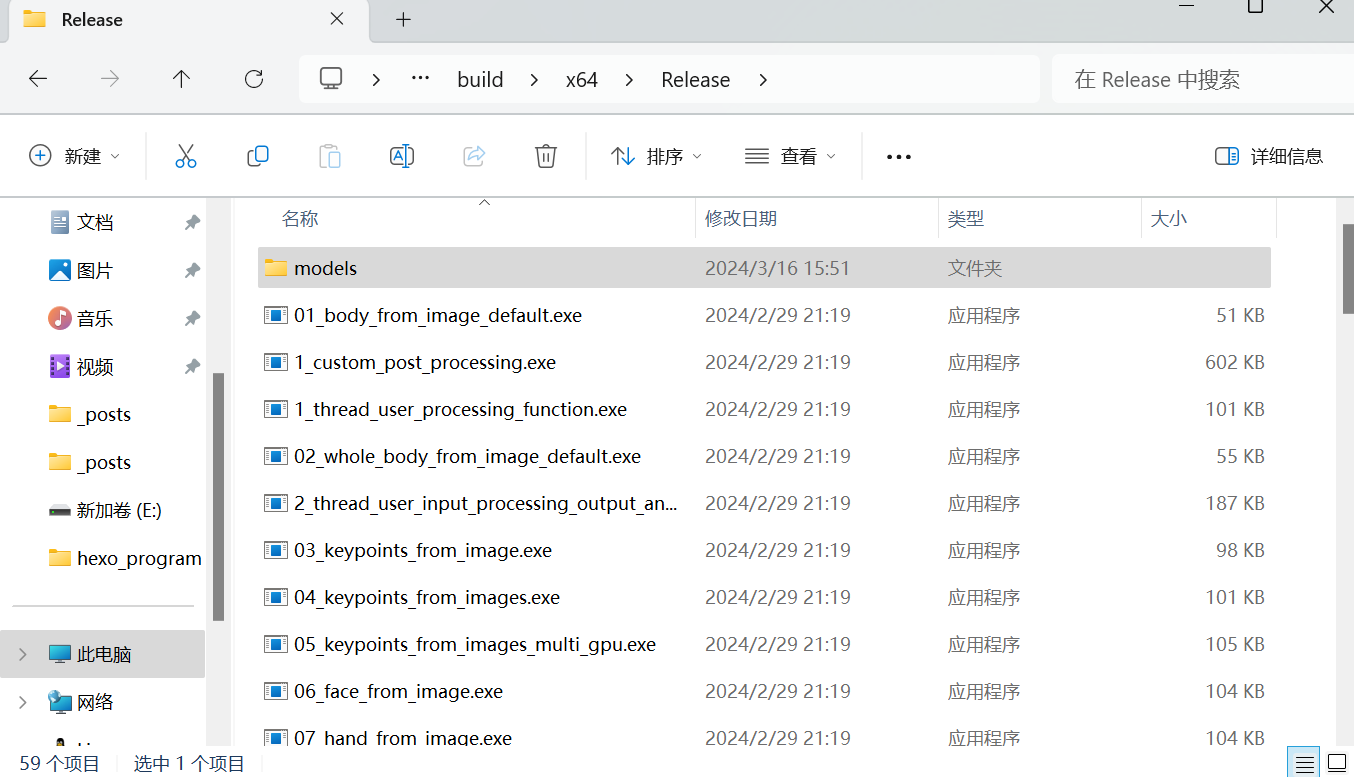 Release
build
x64
Release
在 Release 中搜索
新建
排序
查看
详细信息
文档
图片
音乐
视频
_posts
_posts
新加卷 (E:)
hexo_program
此电脑
网络
名称 修改日期 类型 大小
models 2024/3/16 15:51 文件夹
01_body_from_image_default.exe 2024/2/29 21:19 应用程序 51 KB
1_custom_post_processing.exe 2024/2/29 21:19 应用程序 602 KB
1_thread_user_processing_function.exe 2024/2/29 21:19 应用程序 101 KB
02_whole_body_from_image_default.exe 2024/2/29 21:19 应用程序 55 KB
2_thread_user_input_processing_output_an... 2024/2/29 21:19 应用程序 187 KB
03_keypoints_from_image.exe 2024/2/29 21:19 应用程序 98 KB
04_keypoints_from_images.exe 2024/2/29 21:19 应用程序 101 KB
05_keypoints_from_images_multi_gpu.exe 2024/2/29 21:19 应用程序 105 KB
06_face_from_image.exe 2024/2/29 21:19 应用程序 104 KB
07_hand_from_image.exe 2024/2/29 21:19 应用程序 104 KB
59 个项目 选中 1 个项目